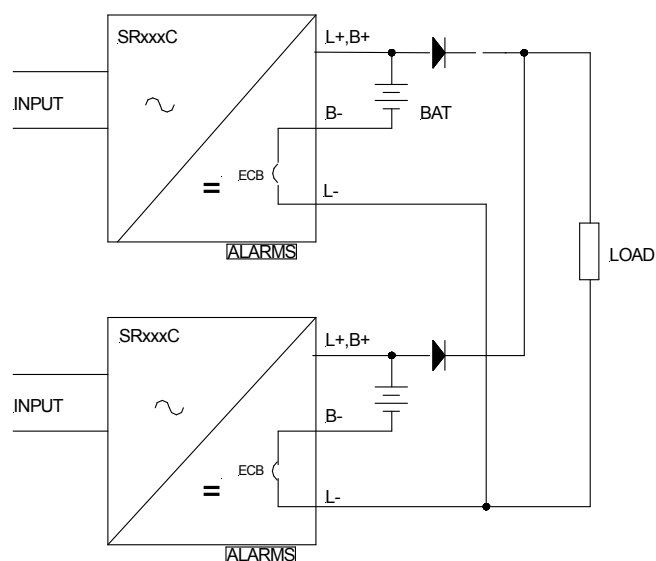 SRxxxC
L+,B+
INPUT
B-
BAT
ECB
=
L-
ALARMS
LOAD
SRxxxC
L+,B+
INPUT
B-
ECB
=
L-
ALARMS